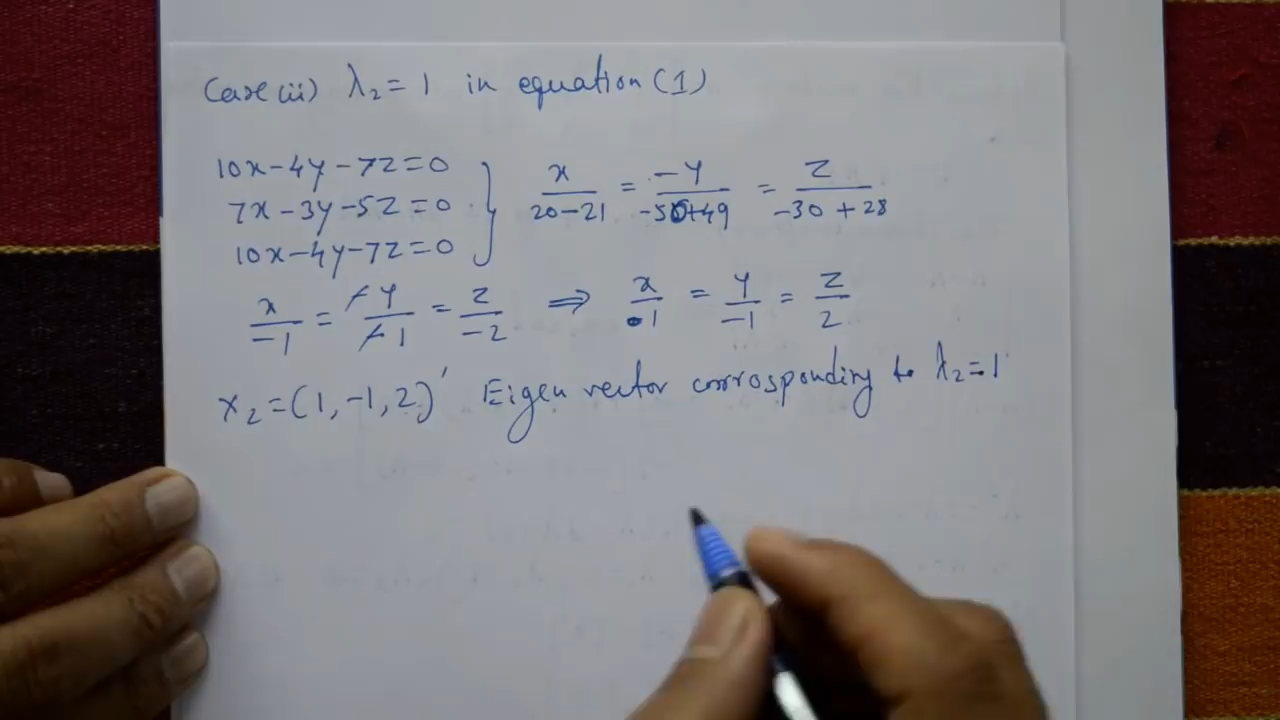 Case (ii) λ₂ = 1 in equation (1)
10x - 4y - 7z = 0
7x - 3y - 5z = 0
10x - 4y - 7z = 0
x/(20-21) = -y/(-50+49) = z/(-30+28)
x/-1 = -y/-1 = z/-2 ⇒ x/1 = y/-1 = z/2
x₂ = (1, -1, 2)' Eigen vector corrosponding to λ₂ = 1